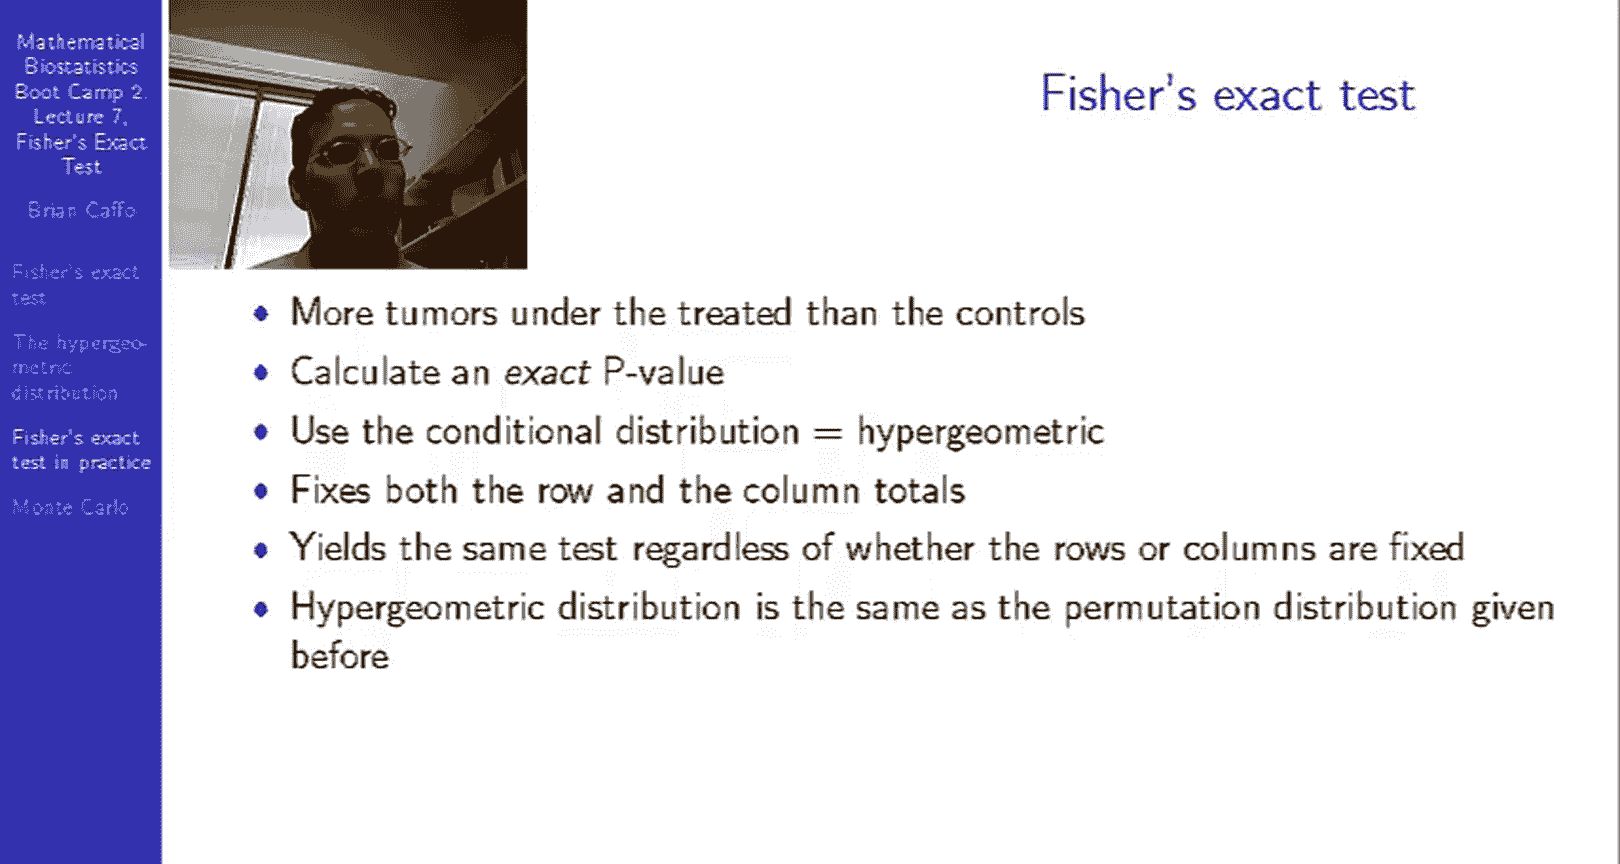 Mathematical
Biostatistics
Boot Camp 2.
Lecture 7,
Fisher's Exact
Test
Brian Caffo
Fisher's exact
test
The hypergeo-
metric
distribution
Fisher's exact
test in practice
Monte Carlo
Fisher's exact test
• More tumors under the treated than the controls
• Calculate an exact P-value
• Use the conditional distribution = hypergeometric
• Fixes both the row and the column totals
• Yields the same test regardless of whether the rows or columns are fixed
• Hypergeometric distribution is the same as the permutation distribution given
before